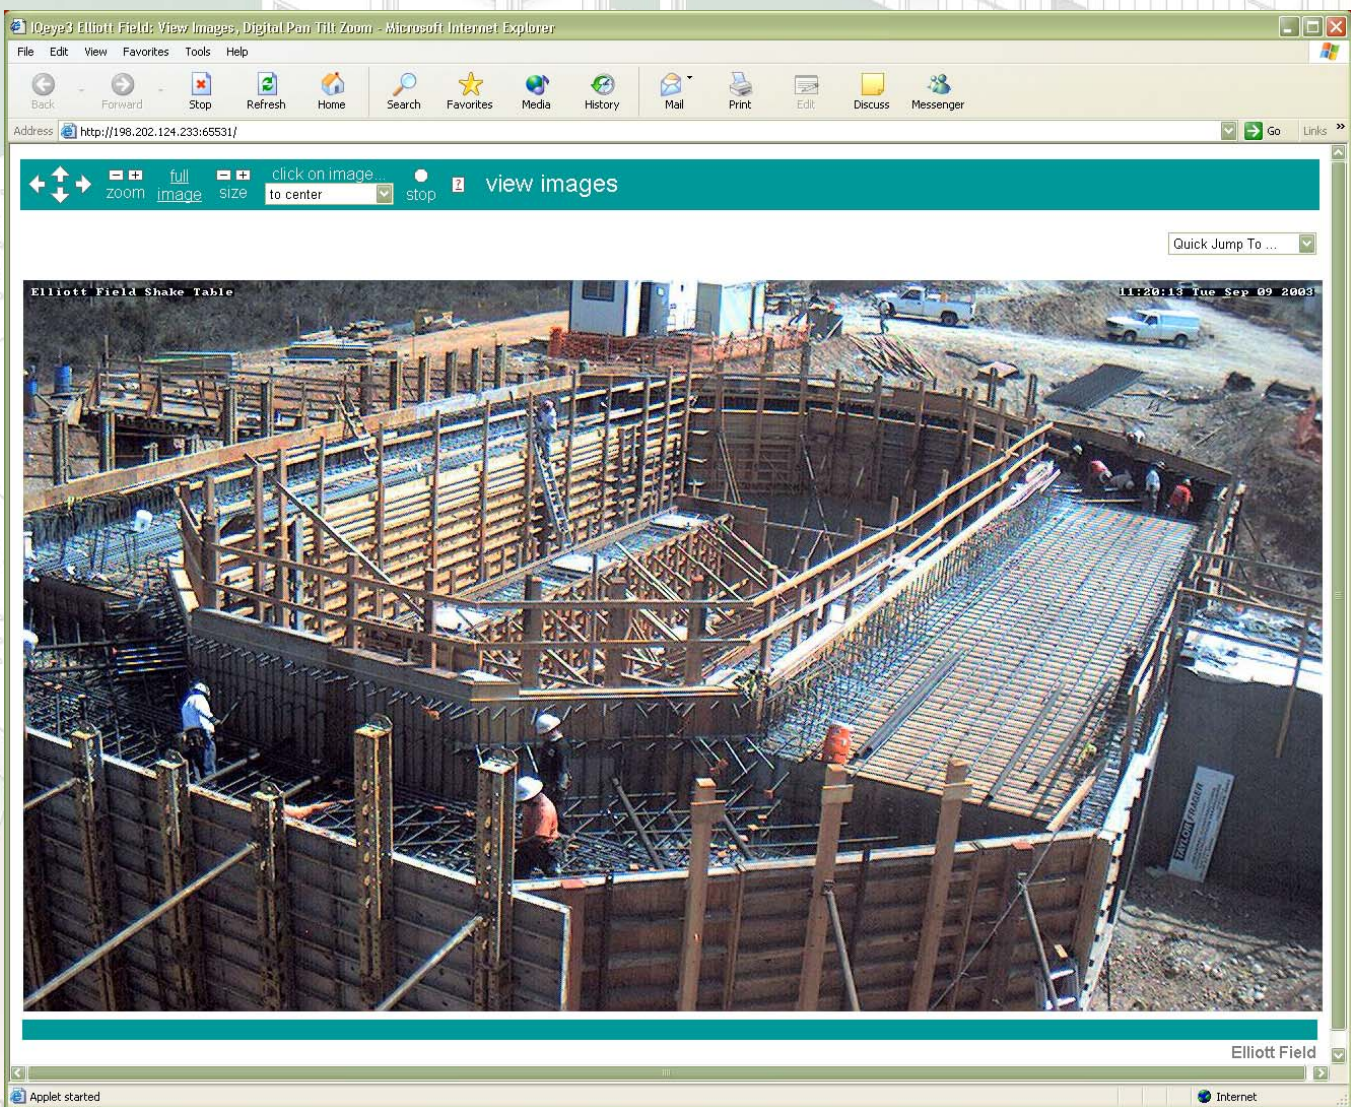 IQeye3 Elliott Field: View Images, Digital Pan Tilt Zoom - Microsoft Internet Explorer
File Edit View Favorites Tools Help
Back Forward Stop Refresh Home Search Favorites Media History Mail Print Edit Discuss Messenger
Address http://198.202.124.233:65531/ Go Links »
zoom full image size click on image... to center stop ? view images
Quick Jump To ...
Elliott Field Shake Table 11:20:13 Tue Sep 09 2003
Elliott Field
Applet started Internet